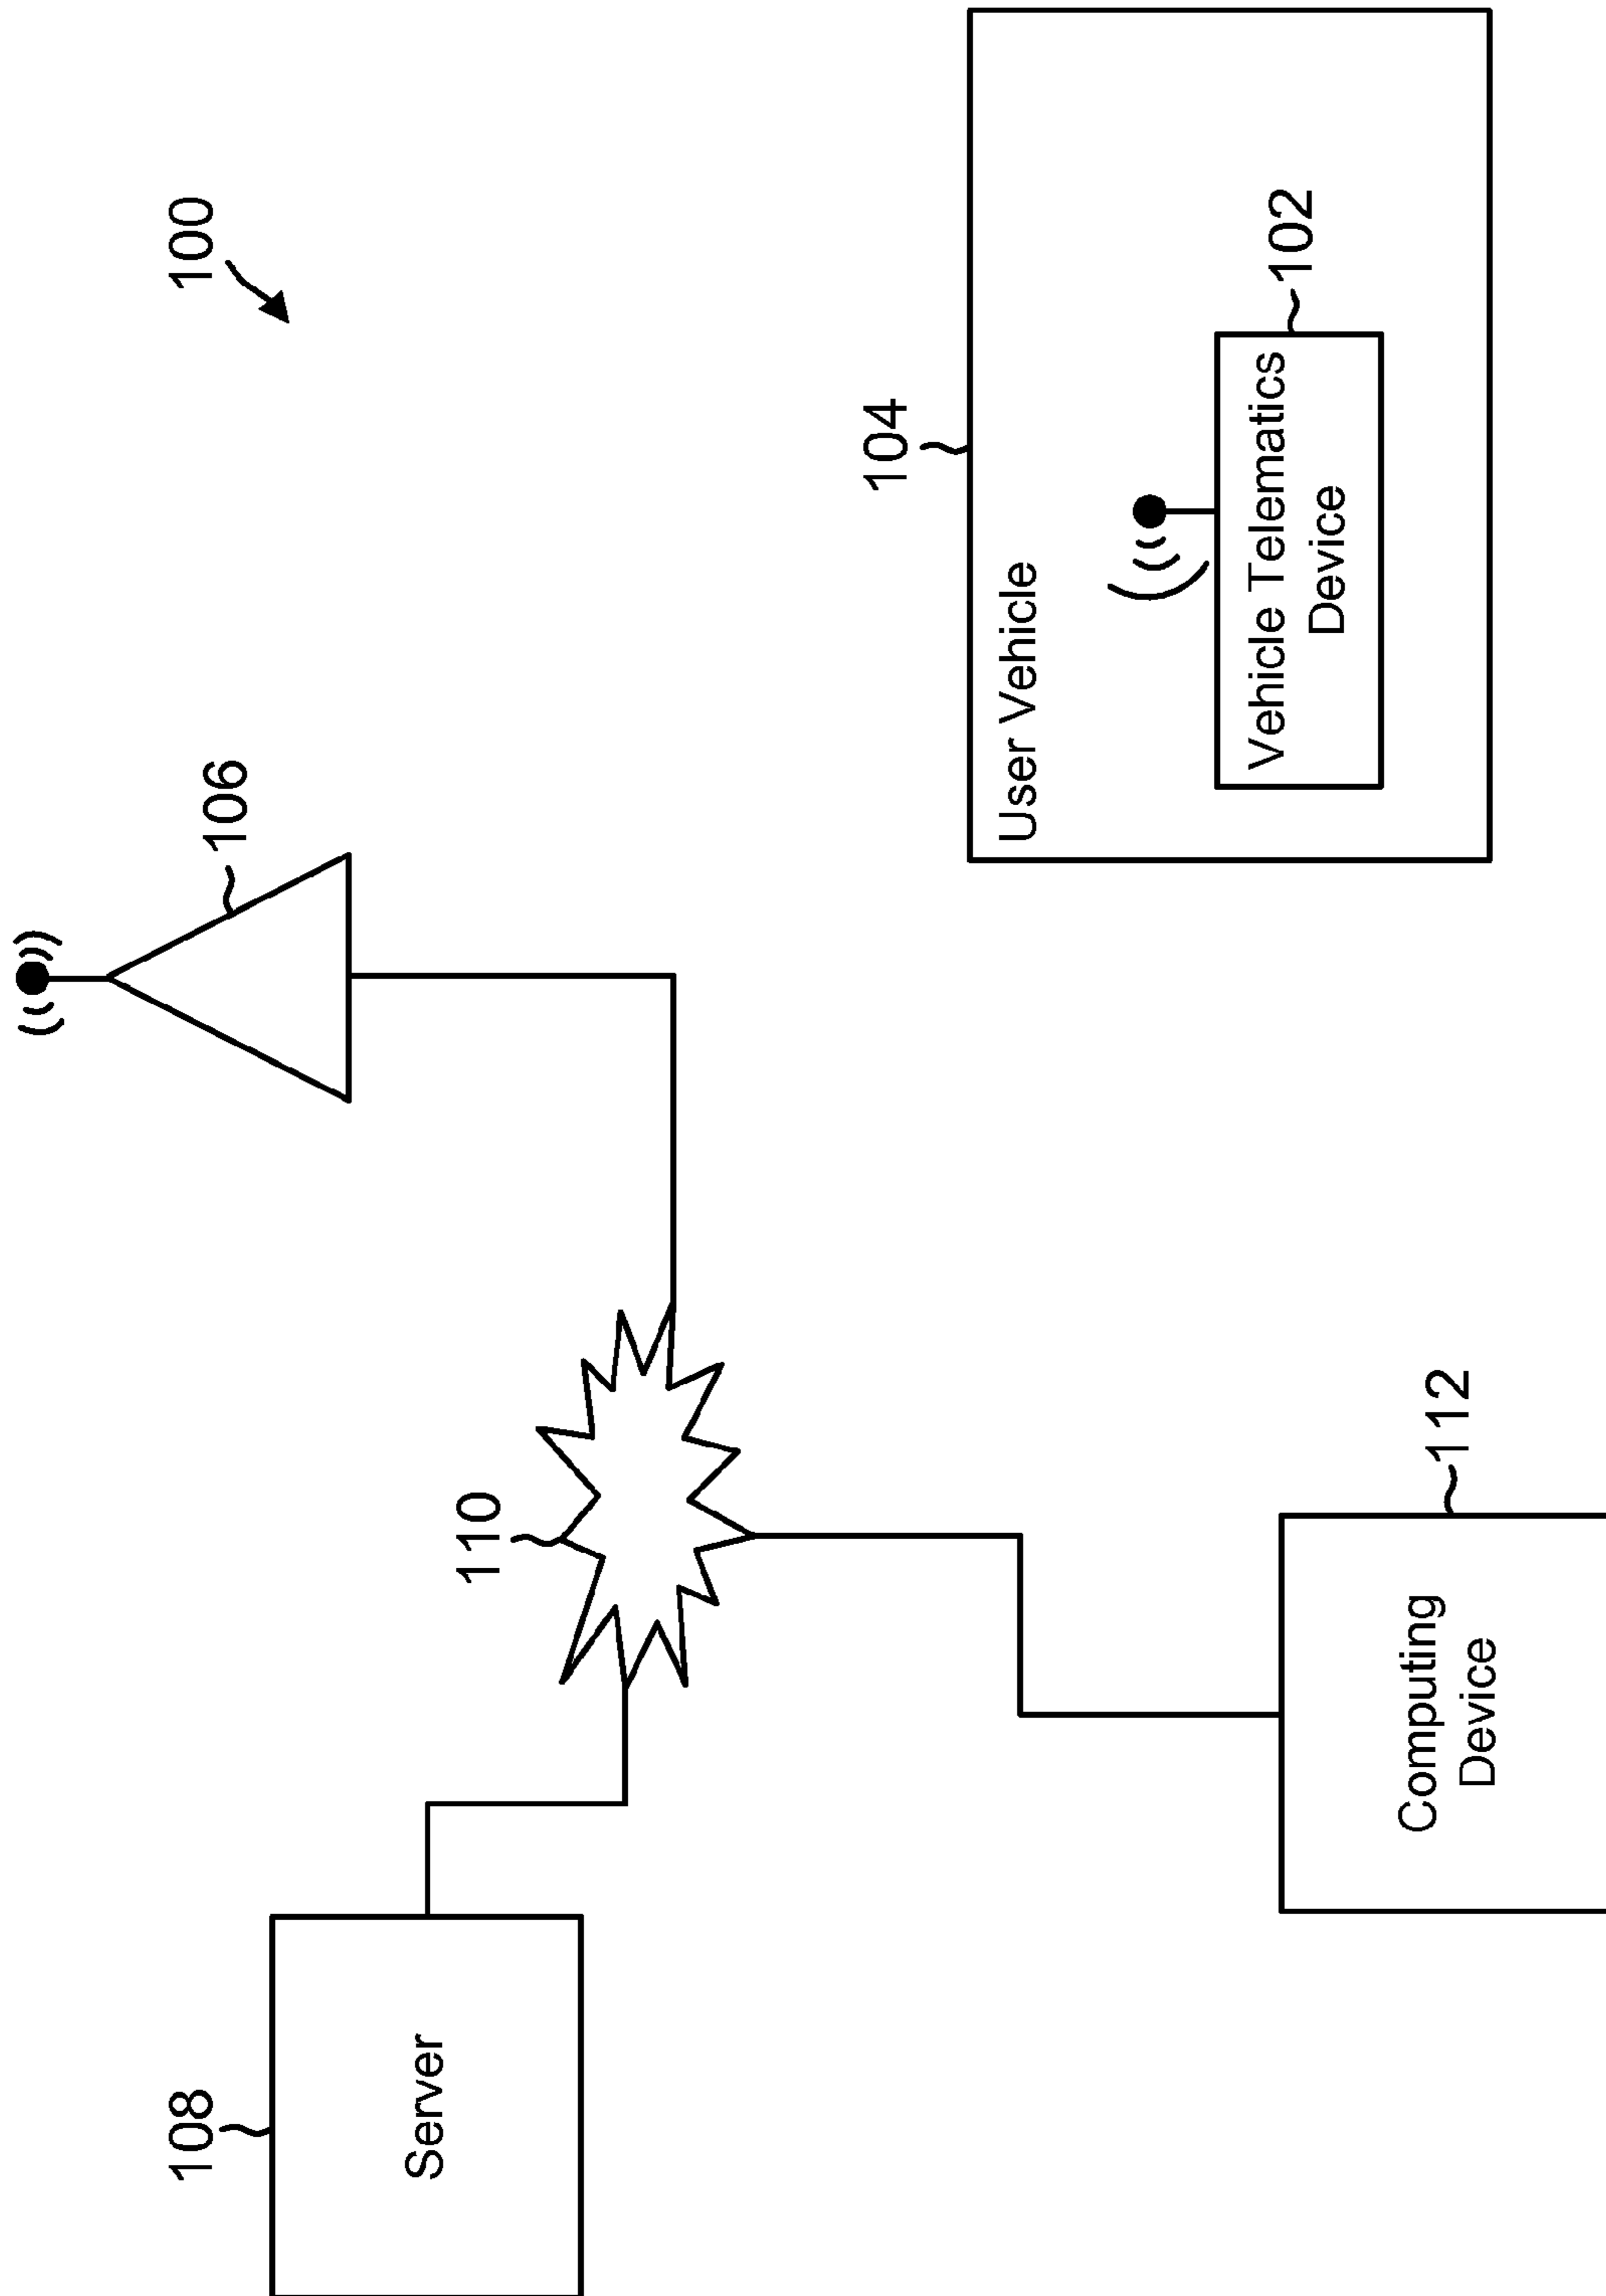 100
106
104
User Vehicle
102
Vehicle Telematics
Device
110
108
Server
112
Computing
Device